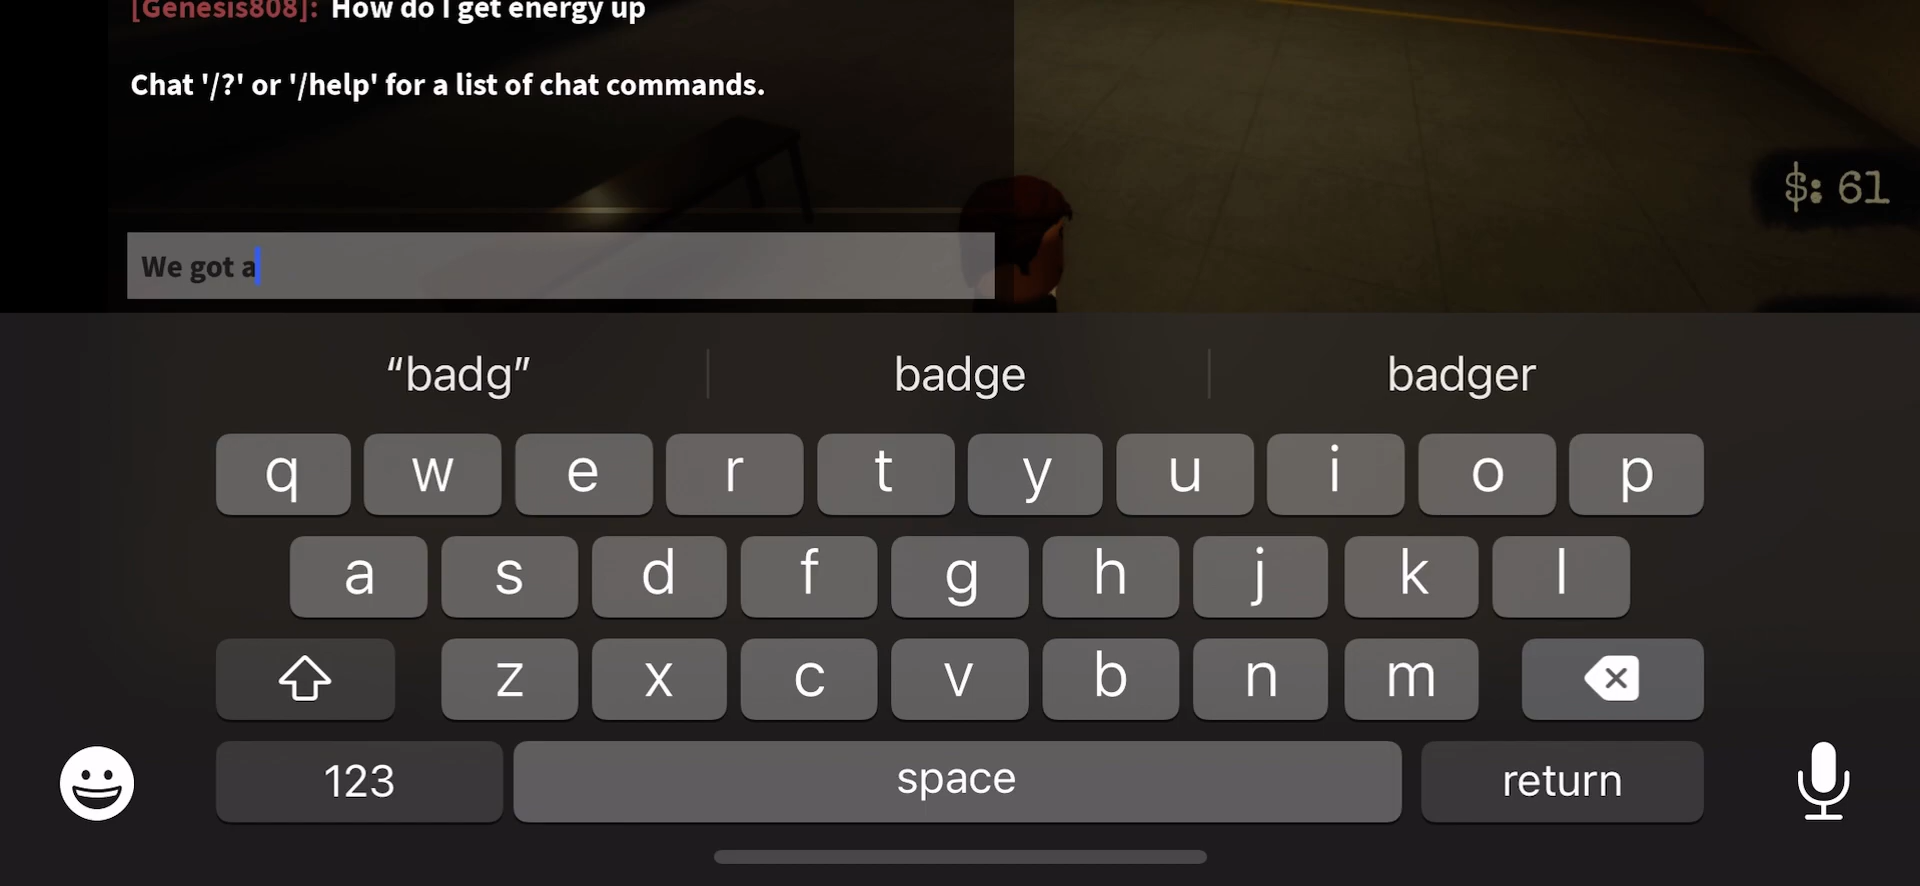 [Genesis808]: How do I get energy up
Chat '/?' or '/help' for a list of chat commands.
$: 61
We got a
“badg” badge badger
q w e r t y u i o p
a s d f g h j k l
z x c v b n m
123 space return